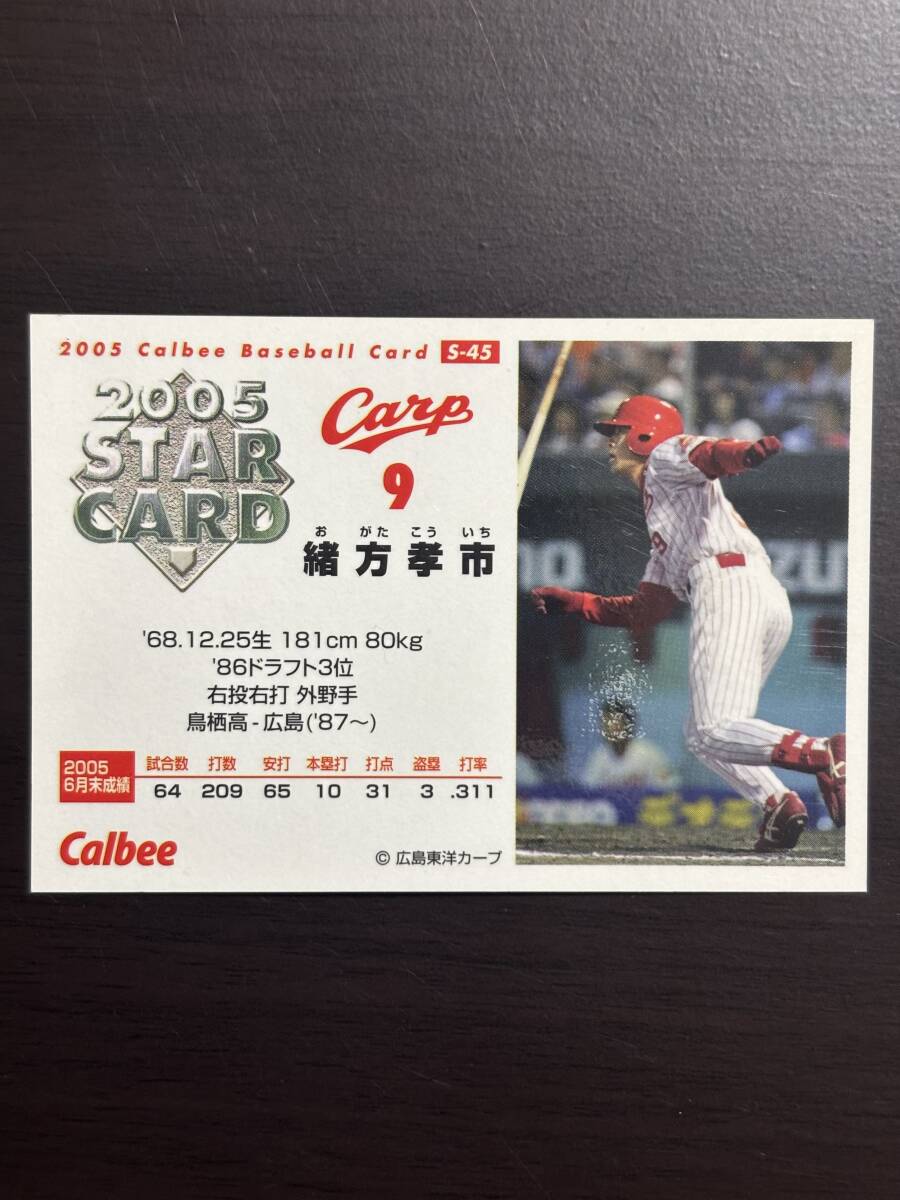 2005 Calbee Baseball Card S-45
2005
STAR
CARD
Carp
9
お がた こう いち
緒方孝市
'68.12.25生 181cm 80kg
'86ドラフト3位
右投右打 外野手
鳥栖高-広島('87〜)
2005
6月末成績
試合数 打数 安打 本塁打 打点 盗塁 打率
64 209 65 10 31 3 .311
Calbee
© 広島東洋カープ